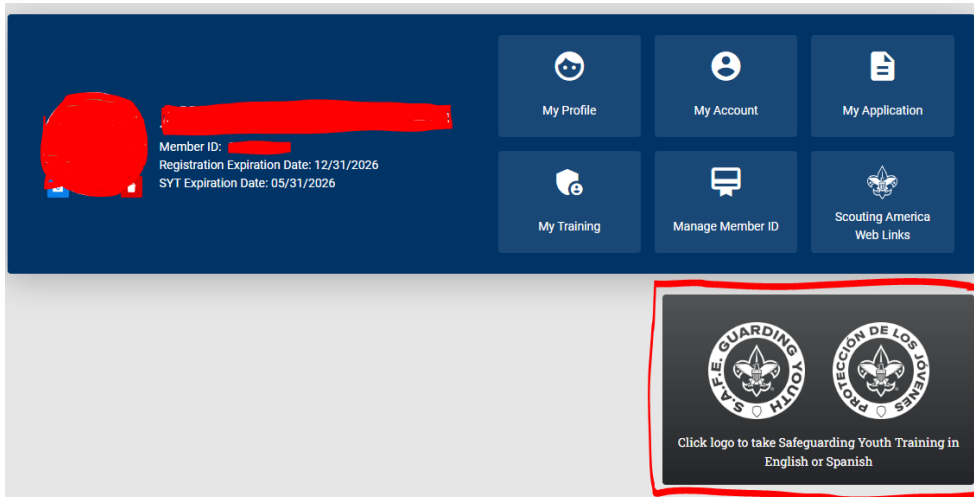 Member ID:
Registration Expiration Date: 12/31/2026
SYT Expiration Date: 05/31/2026
My Profile
My Account
My Application
My Training
Manage Member ID
Scouting America
Web Links
S.A.F.E. GUARDING YOUTH
PROTECCIÓN DE LOS JÓVENES
Click logo to take Safeguarding Youth Training in
English or Spanish